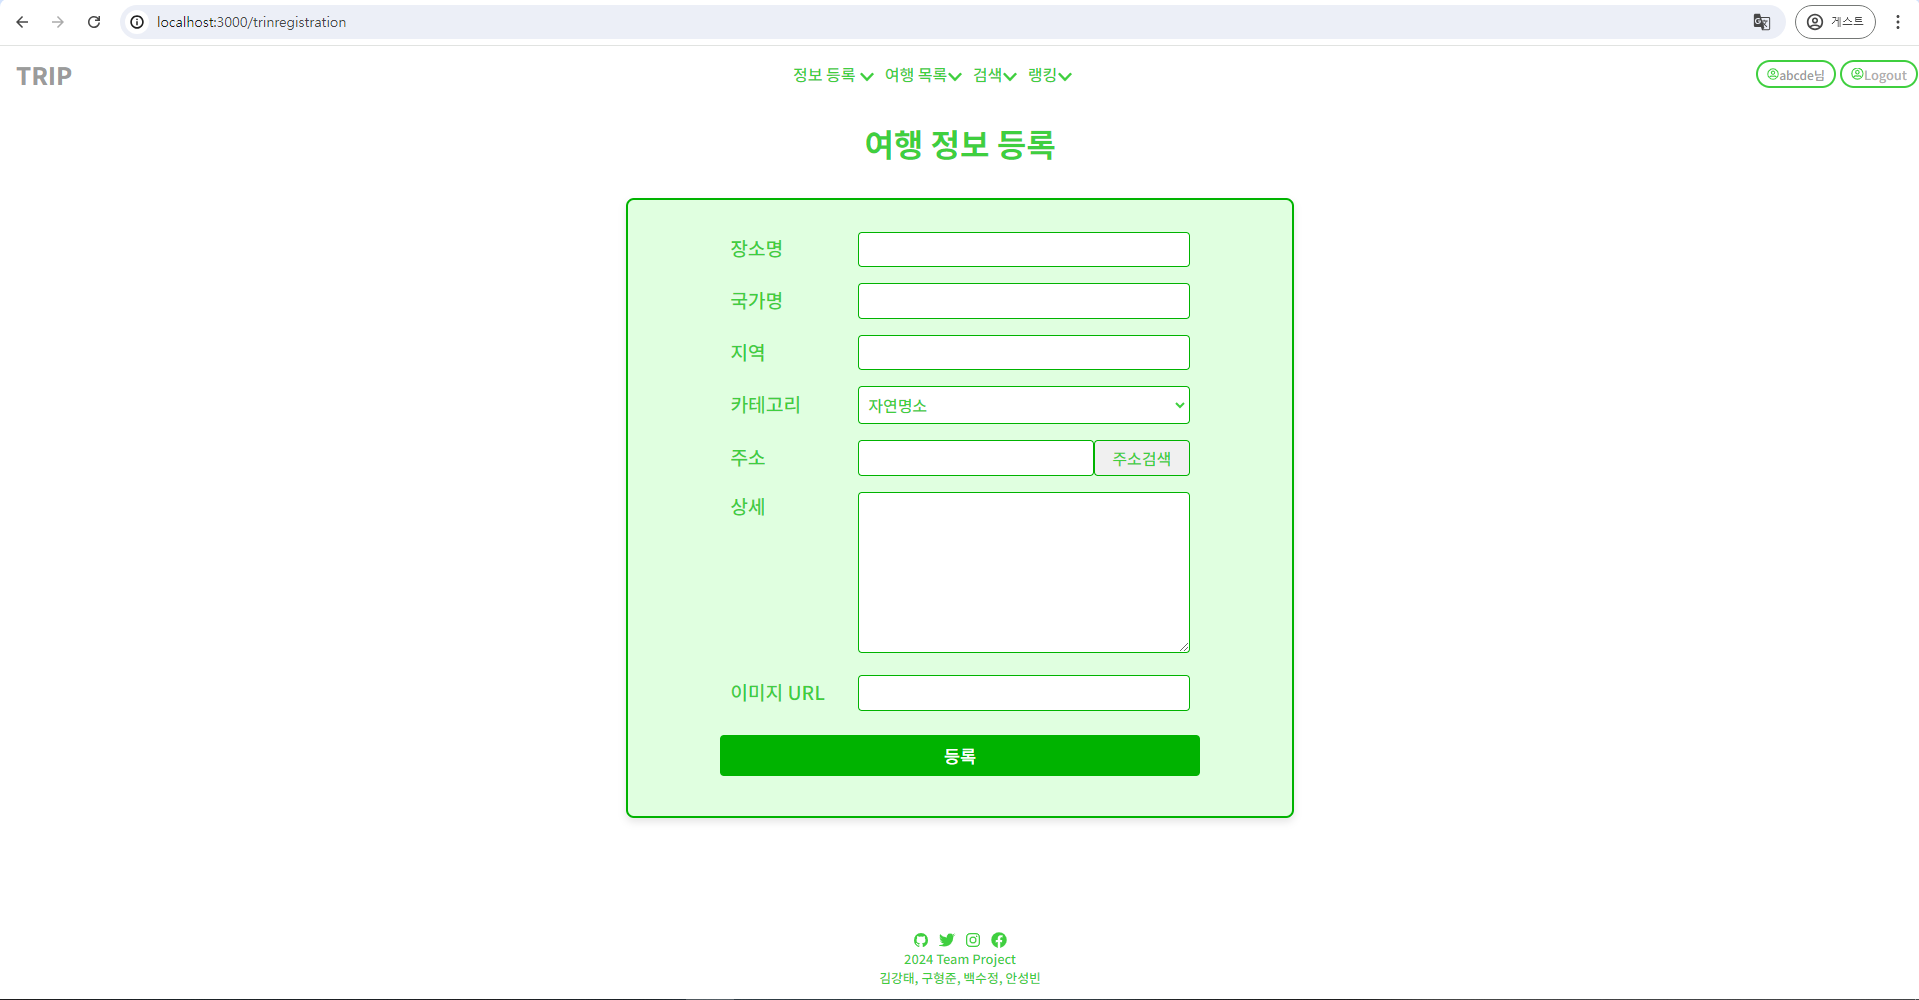 localhost:3000/trinregistration
게스트
TRIP
정보 등록 여행 목록 검색 랭킹
abcde님 Logout
여행 정보 등록
장소명
국가명
지역
카테고리 자연명소
주소 주소검색
상세
이미지 URL
등록
2024 Team Project
김강태, 구형준, 백수정, 안성빈